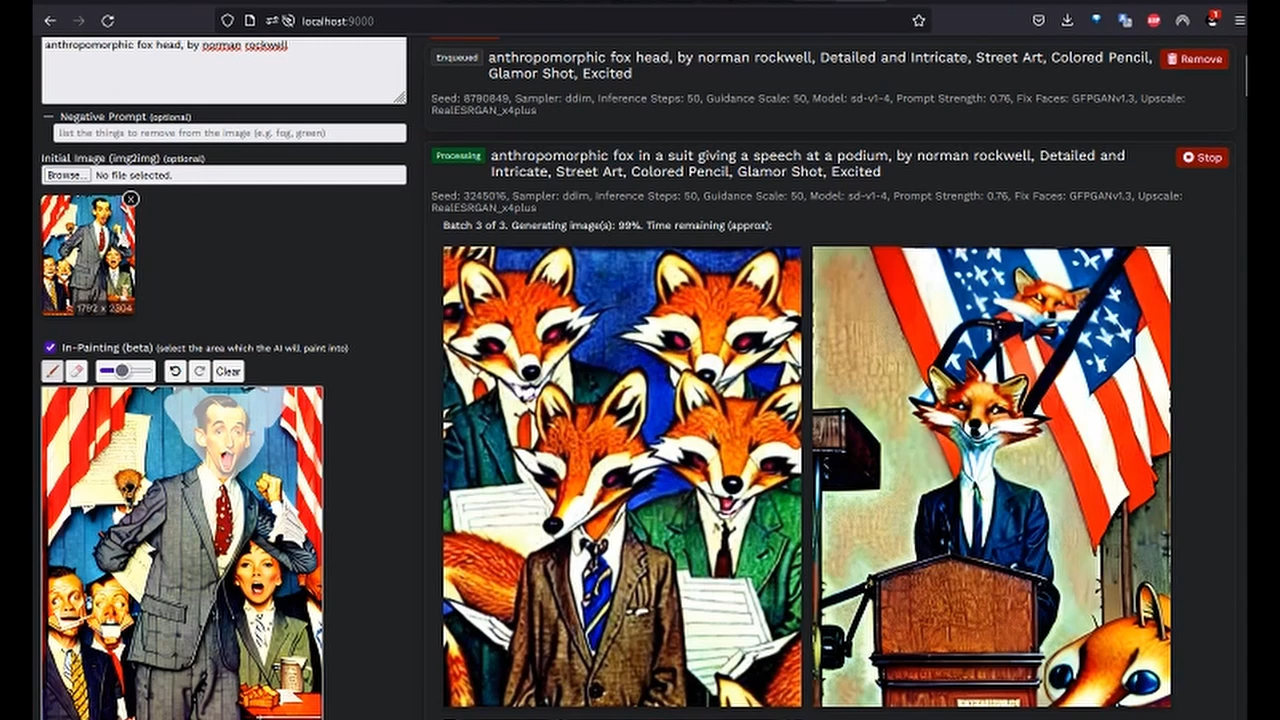 localhost:9000
anthropomorphic fox head, by norman rockwell
Negative Prompt (optional)
list the things to remove from the image (e.g. fog, green)
Initial Image (img2img) (optional)
Browse... No file selected.
1792 x 2304
In-Painting (beta) (select the area which the AI will paint into)
Clear
Enqueued anthropomorphic fox head, by norman rockwell, Detailed and Intricate, Street Art, Colored Pencil,
Glamor Shot, Excited
Remove
Seed: 8790849, Sampler: ddim, Inference Steps: 50, Guidance Scale: 50, Model: sd-v1-4, Prompt Strength: 0.76, Fix Faces: GFPGANv1.3, Upscale:
RealESRGAN_x4plus
Processing anthropomorphic fox in a suit giving a speech at a podium, by norman rockwell, Detailed and
Intricate, Street Art, Colored Pencil, Glamor Shot, Excited
Stop
Seed: 3245016, Sampler: ddim, Inference Steps: 50, Guidance Scale: 50, Model: sd-v1-4, Prompt Strength: 0.76, Fix Faces: GFPGANv1.3, Upscale:
RealESRGAN_x4plus
Batch 3 of 3. Generating image(s): 99%. Time remaining (approx):